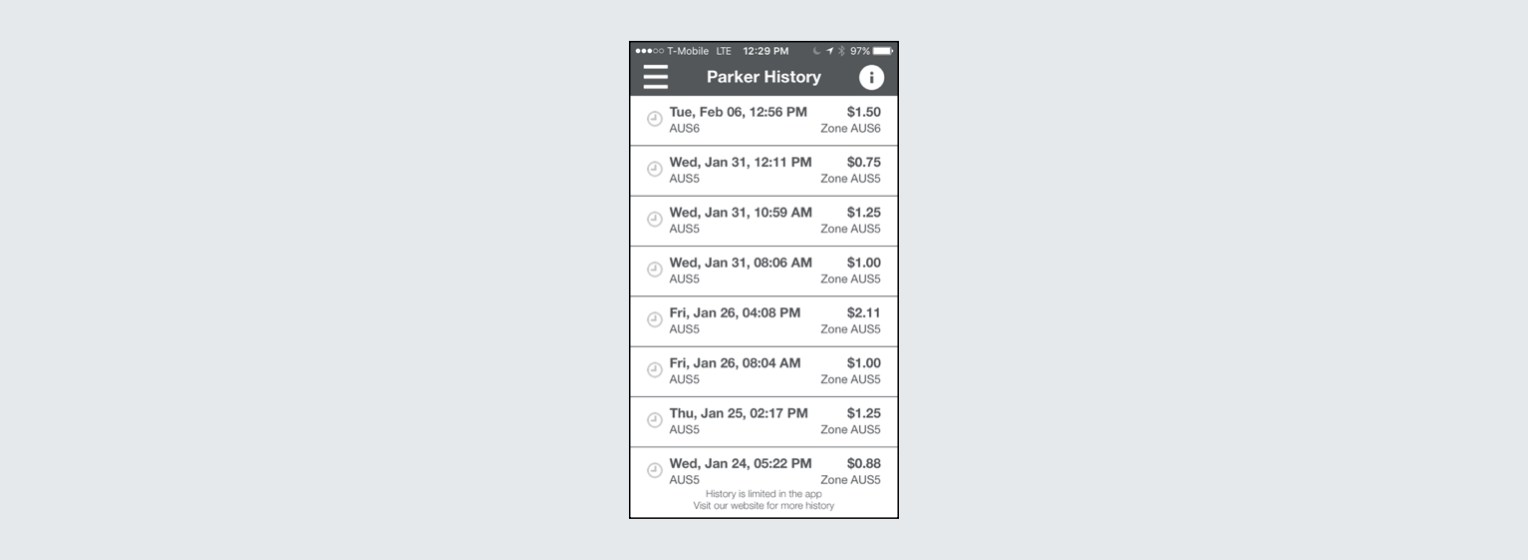 T-Mobile LTE 12:29 PM 97%
Parker History
Tue, Feb 06, 12:56 PM $1.50
AUS6 Zone AUS6
Wed, Jan 31, 12:11 PM $0.75
AUS5 Zone AUS5
Wed, Jan 31, 10:59 AM $1.25
AUS5 Zone AUS5
Wed, Jan 31, 08:06 AM $1.00
AUS5 Zone AUS5
Fri, Jan 26, 04:08 PM $2.11
AUS5 Zone AUS5
Fri, Jan 26, 08:04 AM $1.00
AUS5 Zone AUS5
Thu, Jan 25, 02:17 PM $1.25
AUS5 Zone AUS5
Wed, Jan 24, 05:22 PM $0.88
AUS5 Zone AUS5
History is limited in the app
Visit our website for more history